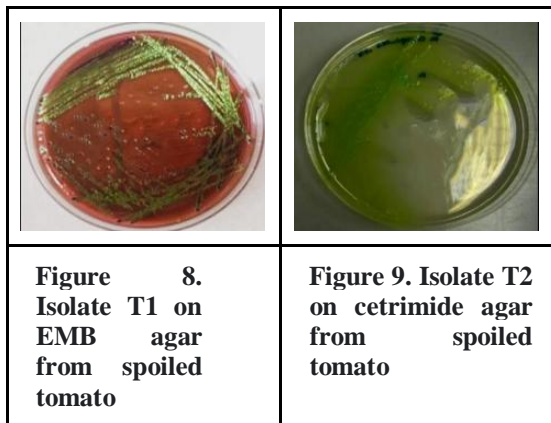 Figure 8.
Isolate T1 on
EMB agar
from spoiled
tomato
Figure 9. Isolate T2
on cetrimide agar
from spoiled
tomato